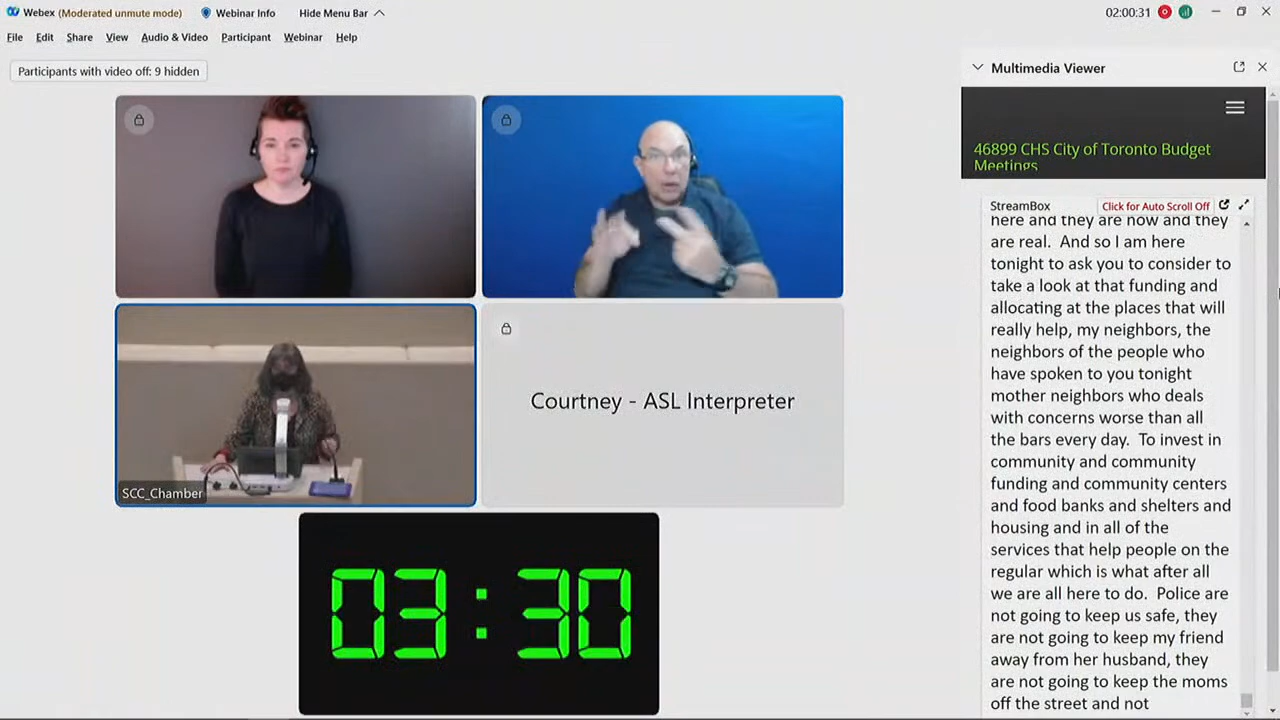 Webex (Moderated unmute mode) Webinar Info Hide Menu Bar 02:00:31
File Edit Share View Audio & Video Participant Webinar Help
Participants with video off: 9 hidden
Multimedia Viewer
46899 CHS City of Toronto Budget
Meetings
StreamBox Click for Auto Scroll Off
here and they are now and they
are real. And so I am here
tonight to ask you to consider to
take a look at that funding and
allocating at the places that will
really help, my neighbors, the
neighbors of the people who
have spoken to you tonight
mother neighbors who deals
with concerns worse than all
the bars every day. To invest in
community and community
funding and community centers
and food banks and shelters and
housing and in all of the
services that help people on the
regular which is what after all
we are all here to do. Police are
not going to keep us safe, they
are not going to keep my friend
away from her husband, they
are not going to keep the moms
off the street and not
Courtney - ASL Interpreter
SCC_Chamber
03:30